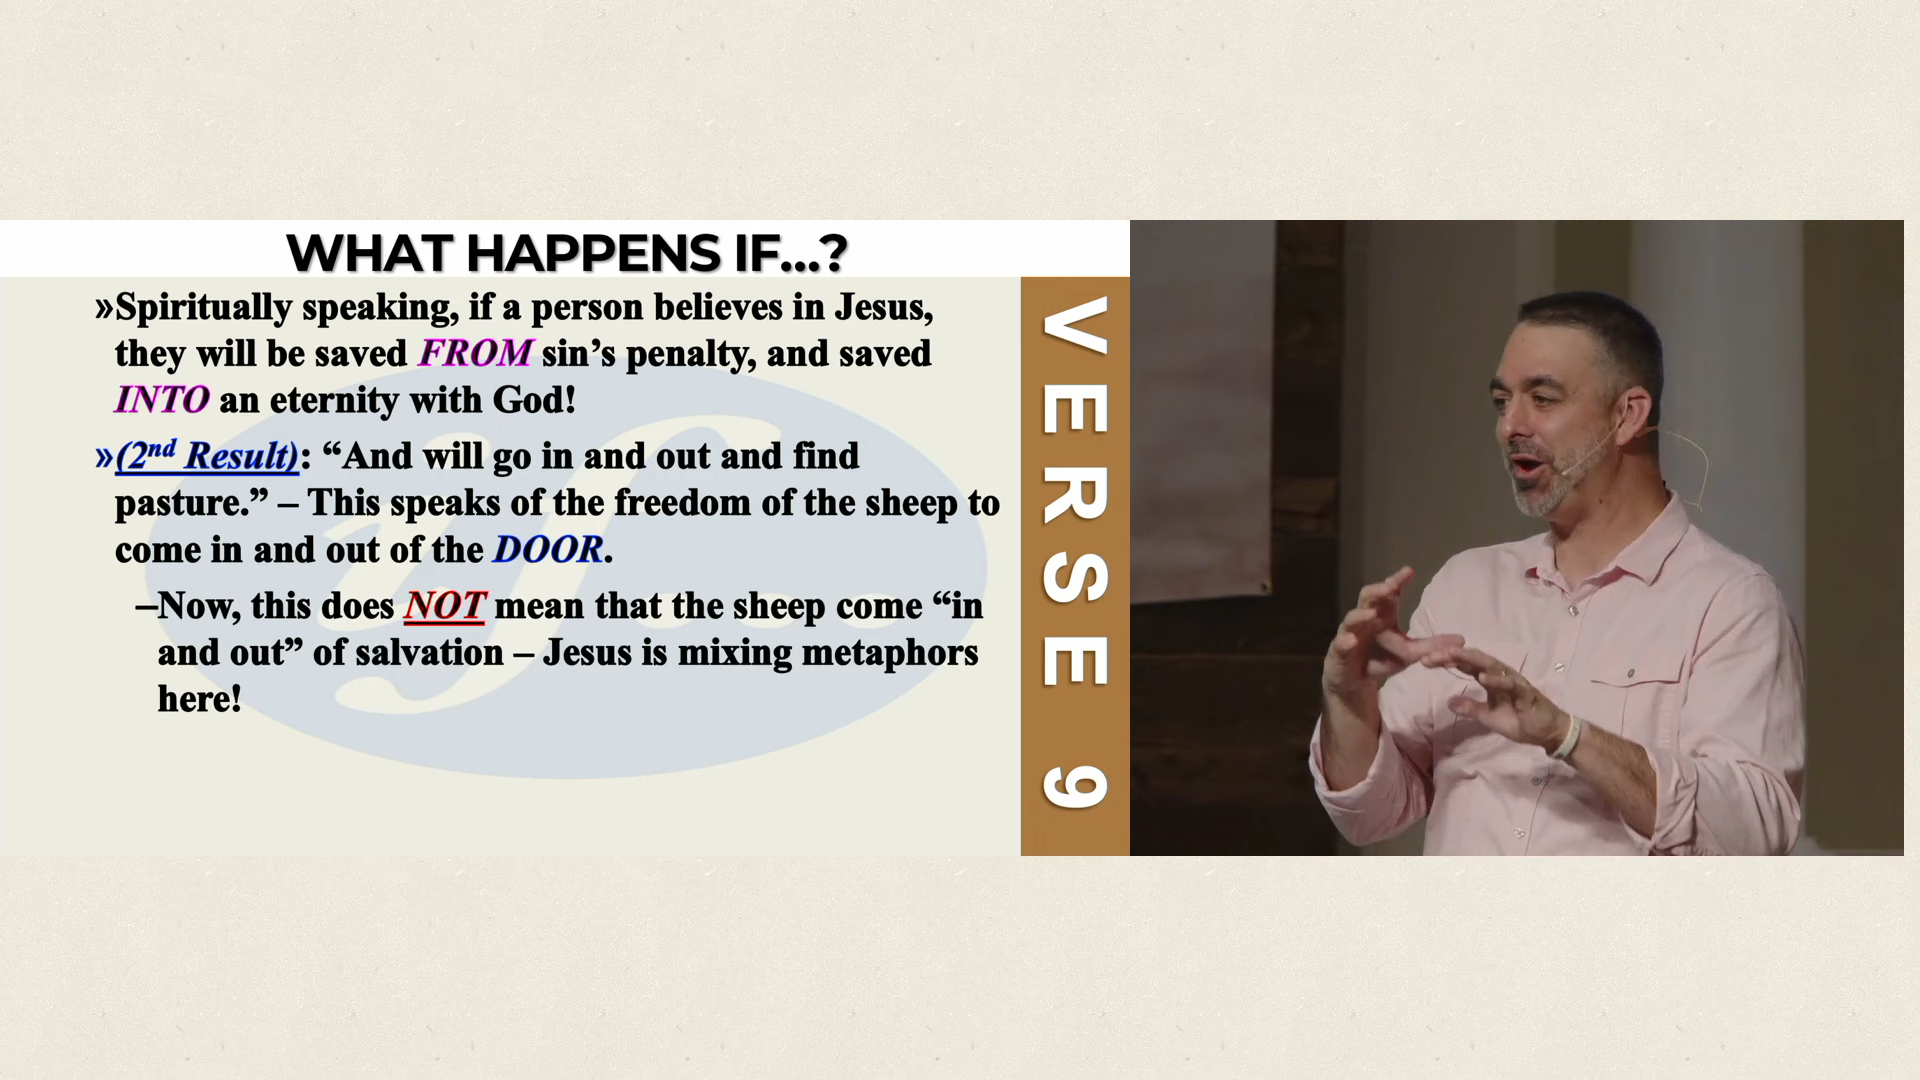 WHAT HAPPENS IF...?
»Spiritually speaking, if a person believes in Jesus,
they will be saved FROM sin’s penalty, and saved
INTO an eternity with God!
»(2nd Result): “And will go in and out and find
pasture.” – This speaks of the freedom of the sheep to
come in and out of the DOOR.
–Now, this does NOT mean that the sheep come “in
and out” of salvation – Jesus is mixing metaphors
here!
if...
VERSE 9